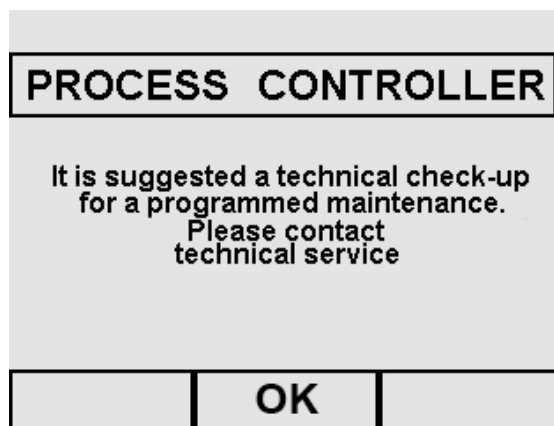 PROCESS CONTROLLER
It is suggested a technical check-up
for a programmed maintenance.
Please contact
technical service
OK